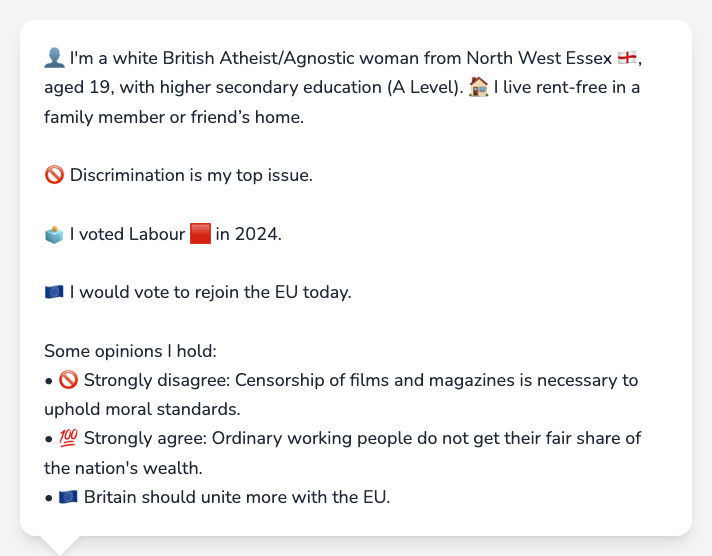 👤 I'm a white British Atheist/Agnostic woman from North West Essex 🏴󠁧󠁢󠁥󠁮󠁧󠁿,
aged 19, with higher secondary education (A Level). 🏠 I live rent-free in a
family member or friend’s home.
🚫 Discrimination is my top issue.
🗳️ I voted Labour 🟥 in 2024.
🇪🇺 I would vote to rejoin the EU today.
Some opinions I hold:
• 🚫 Strongly disagree: Censorship of films and magazines is necessary to
uphold moral standards.
• 💯 Strongly agree: Ordinary working people do not get their fair share of
the nation's wealth.
• 🇪🇺 Britain should unite more with the EU.